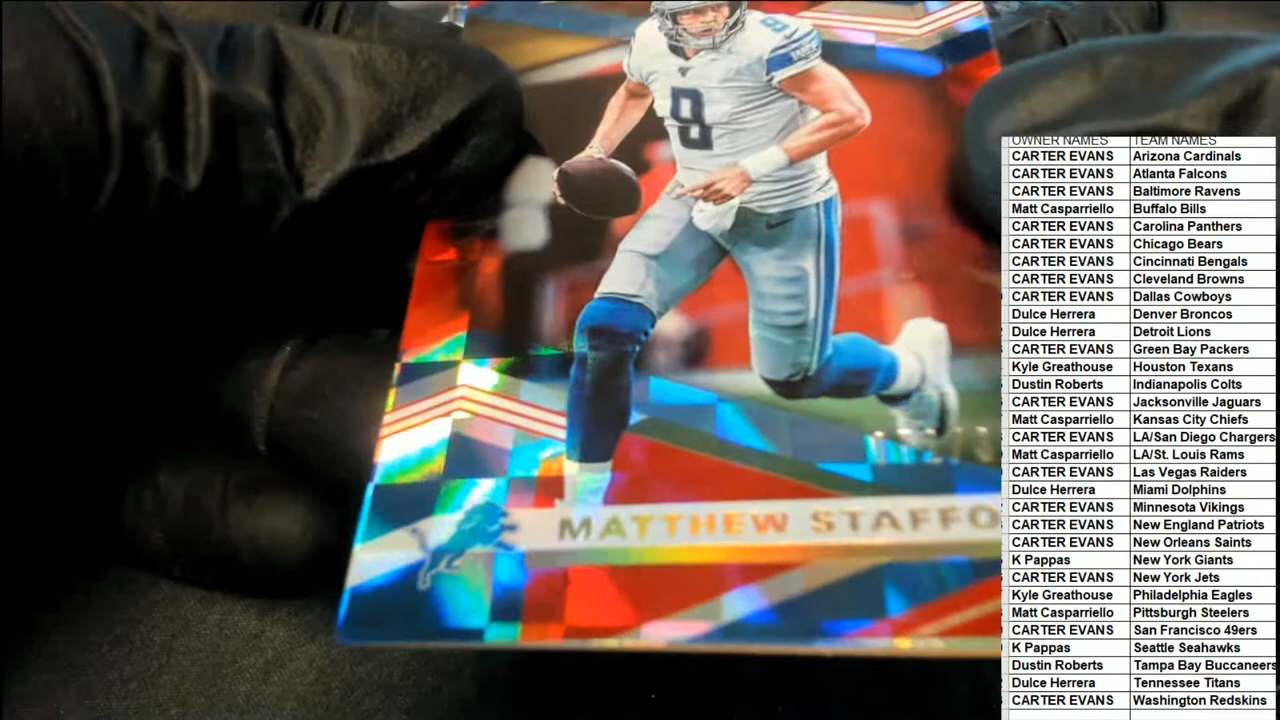 9
9
MATTHEW STAFFO
OWNER NAMES TEAM NAMES
CARTER EVANS Arizona Cardinals
CARTER EVANS Atlanta Falcons
CARTER EVANS Baltimore Ravens
Matt Casparriello Buffalo Bills
CARTER EVANS Carolina Panthers
CARTER EVANS Chicago Bears
CARTER EVANS Cincinnati Bengals
CARTER EVANS Cleveland Browns
CARTER EVANS Dallas Cowboys
Dulce Herrera Denver Broncos
Dulce Herrera Detroit Lions
CARTER EVANS Green Bay Packers
Kyle Greathouse Houston Texans
Dustin Roberts Indianapolis Colts
CARTER EVANS Jacksonville Jaguars
Matt Casparriello Kansas City Chiefs
CARTER EVANS LA/San Diego Chargers
Matt Casparriello LA/St. Louis Rams
CARTER EVANS Las Vegas Raiders
Dulce Herrera Miami Dolphins
CARTER EVANS Minnesota Vikings
CARTER EVANS New England Patriots
CARTER EVANS New Orleans Saints
K Pappas New York Giants
CARTER EVANS New York Jets
Kyle Greathouse Philadelphia Eagles
Matt Casparriello Pittsburgh Steelers
CARTER EVANS San Francisco 49ers
K Pappas Seattle Seahawks
Dustin Roberts Tampa Bay Buccaneers
Dulce Herrera Tennessee Titans
CARTER EVANS Washington Redskins